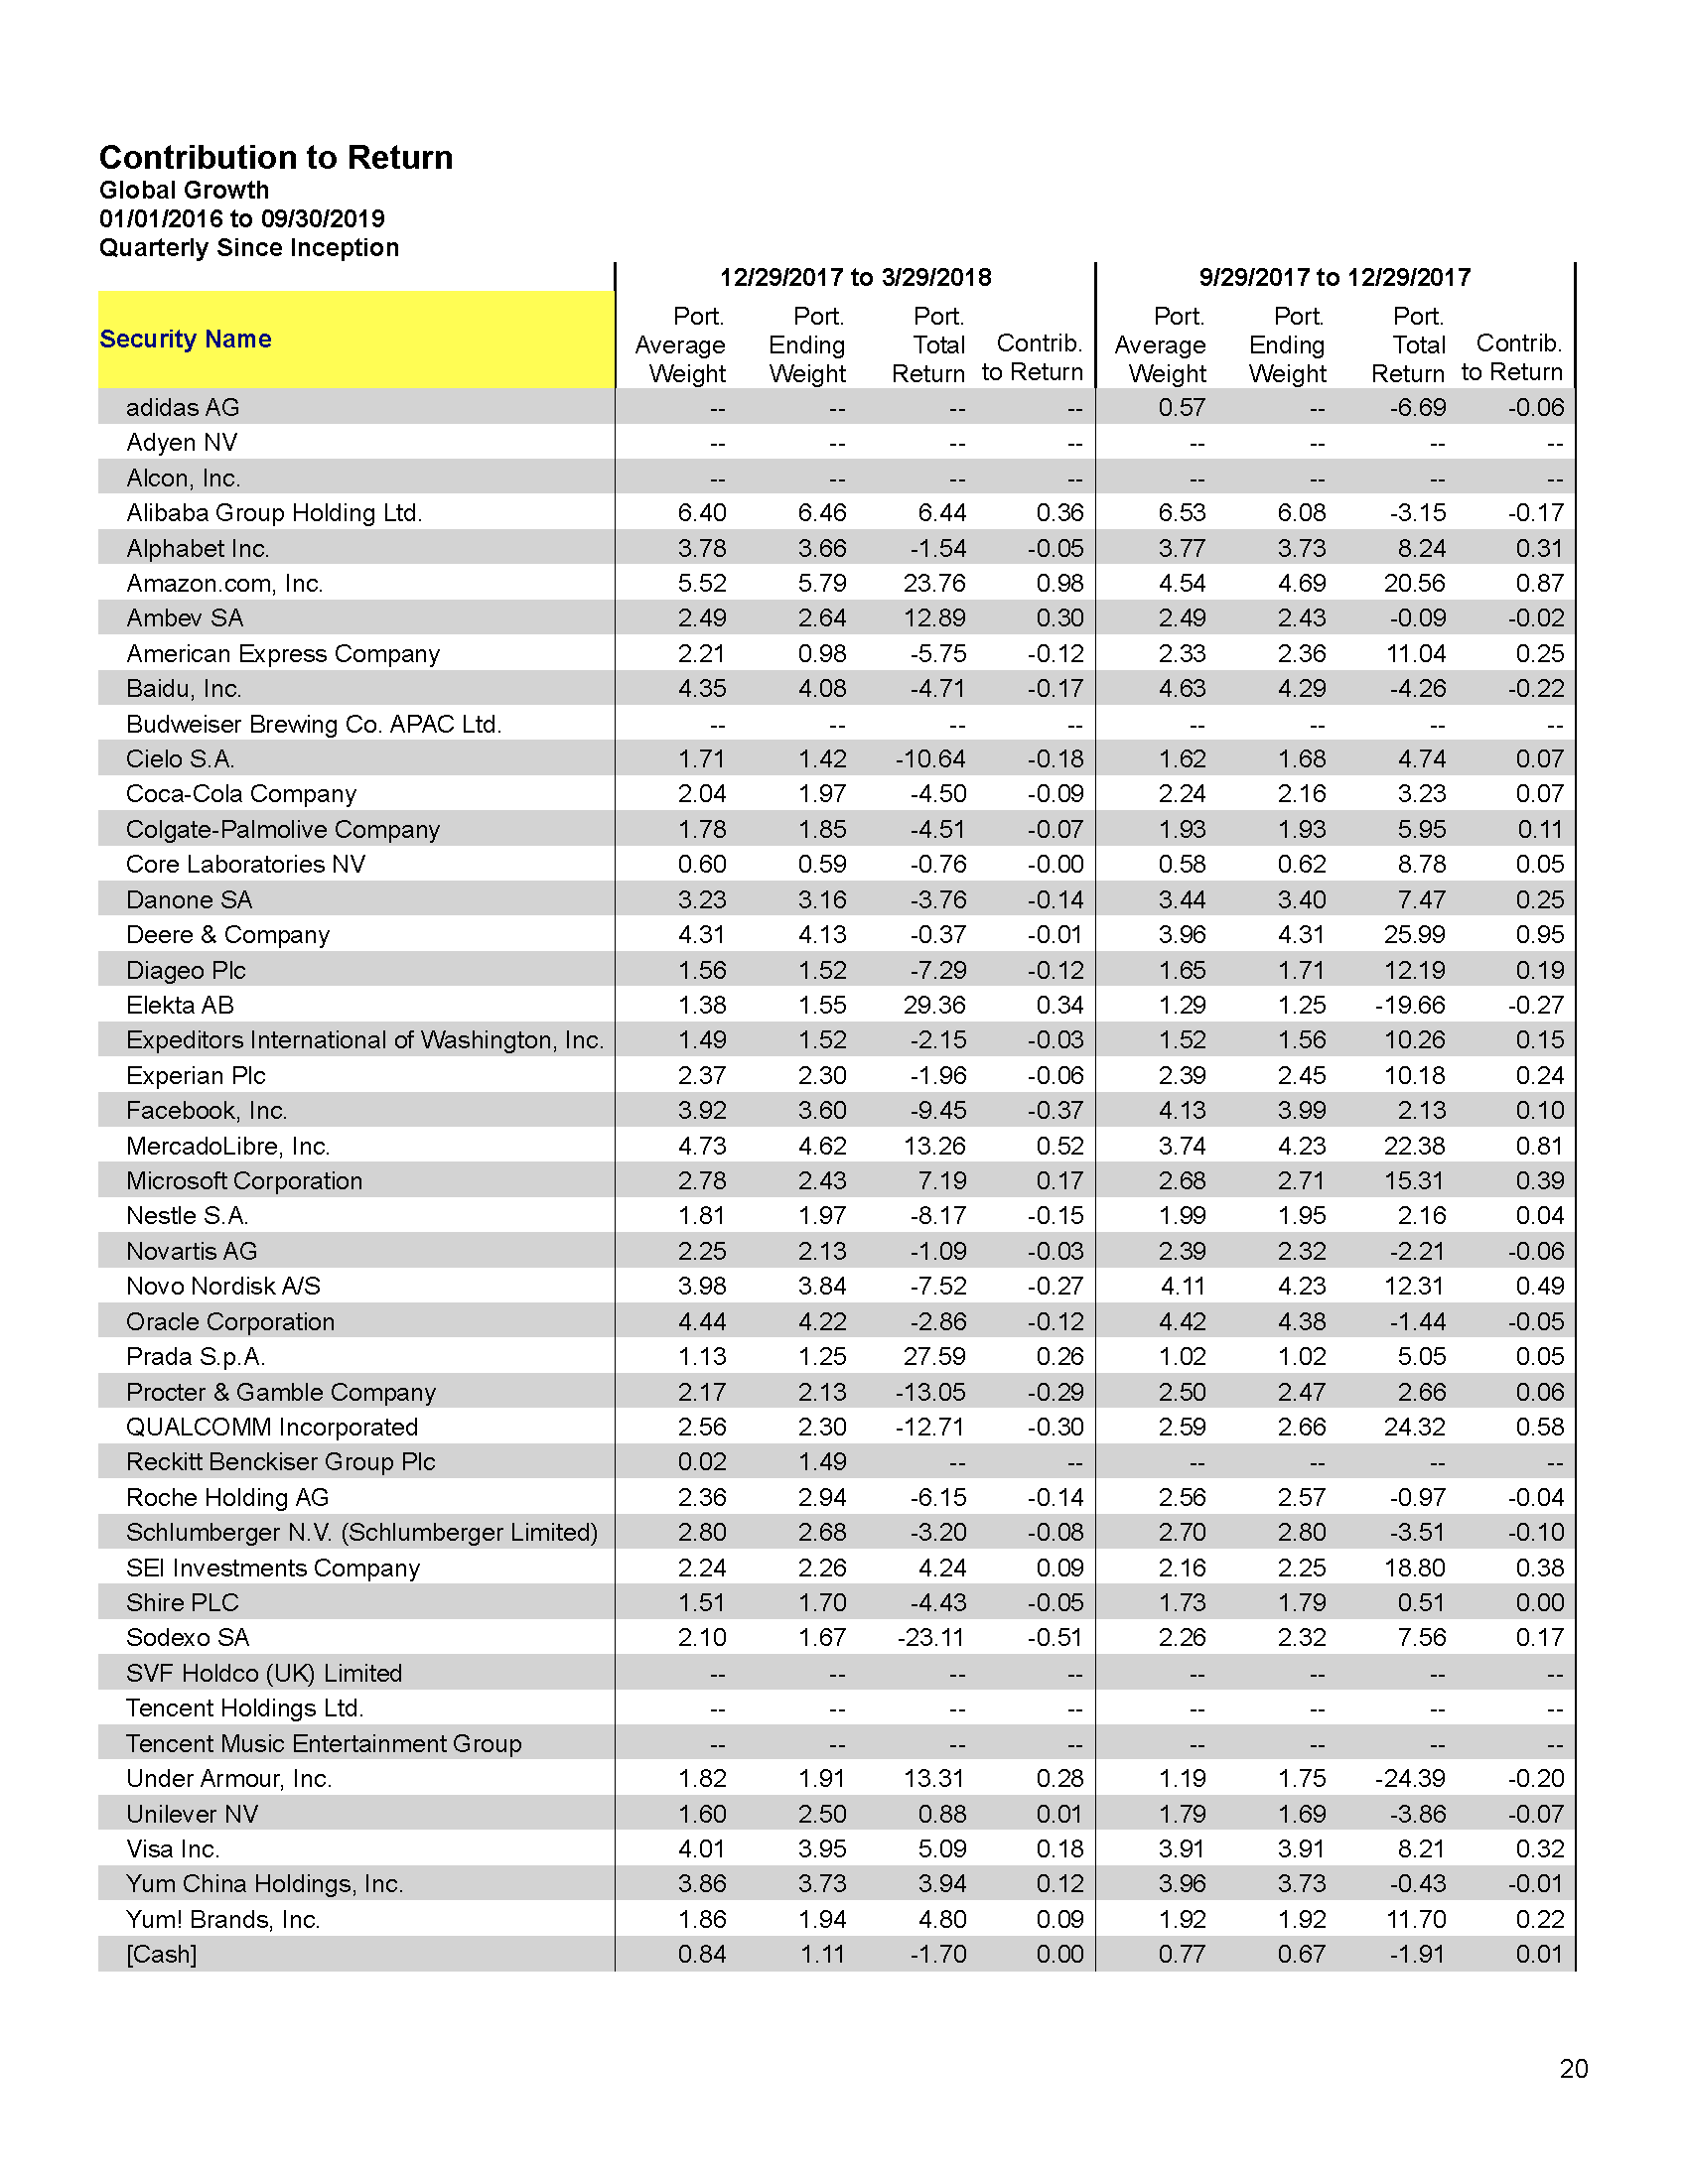 Contribution to Return
Global Growth
01/01/2016 to 09/30/2019
Quarterly Since Inception
12/29/2017 to 3/29/2018 9/29/2017 to 12/29/2017
Port. Port. Port. Port. Port. Port.
Security Name Average Ending Total Contrib. Average Ending Total Contrib.
Weight Weight Return to Return Weight Weight Return to Return
adidas AG -- -- -- -- 0.57 -- -6.69 -0.06
Adyen NV -- -- -- -- -- -- -- --
Alcon, Inc. -- -- -- -- -- -- -- --
Alibaba Group Holding Ltd. 6.40 6.46 6.44 0.36 6.53 6.08 -3.15 -0.17
Alphabet Inc. 3.78 3.66 -1.54 -0.05 3.77 3.73 8.24 0.31
Amazon.com, Inc. 5.52 5.79 23.76 0.98 4.54 4.69 20.56 0.87
Ambev SA 2.49 2.64 12.89 0.30 2.49 2.43 -0.09 -0.02
American Express Company 2.21 0.98 -5.75 -0.12 2.33 2.36 11.04 0.25
Baidu, Inc. 4.35 4.08 -4.71 -0.17 4.63 4.29 -4.26 -0.22
Budweiser Brewing Co. APAC Ltd. -- -- -- -- -- -- -- --
Cielo S.A. 1.71 1.42 -10.64 -0.18 1.62 1.68 4.74 0.07
Coca-Cola Company 2.04 1.97 -4.50 -0.09 2.24 2.16 3.23 0.07
Colgate-Palmolive Company 1.78 1.85 -4.51 -0.07 1.93 1.93 5.95 0.11
Core Laboratories NV 0.60 0.59 -0.76 -0.00 0.58 0.62 8.78 0.05
Danone SA 3.23 3.16 -3.76 -0.14 3.44 3.40 7.47 0.25
Deere & Company 4.31 4.13 -0.37 -0.01 3.96 4.31 25.99 0.95
Diageo Plc 1.56 1.52 -7.29 -0.12 1.65 1.71 12.19 0.19
Elekta AB 1.38 1.55 29.36 0.34 1.29 1.25 -19.66 -0.27
Expeditors International of Washington, Inc. 1.49 1.52 -2.15 -0.03 1.52 1.56 10.26 0.15
Experian Plc 2.37 2.30 -1.96 -0.06 2.39 2.45 10.18 0.24
Facebook, Inc. 3.92 3.60 -9.45 -0.37 4.13 3.99 2.13 0.10
MercadoLibre, Inc. 4.73 4.62 13.26 0.52 3.74 4.23 22.38 0.81
Microsoft Corporation 2.78 2.43 7.19 0.17 2.68 2.71 15.31 0.39
Nestle S.A. 1.81 1.97 -8.17 -0.15 1.99 1.95 2.16 0.04
Novartis AG 2.25 2.13 -1.09 -0.03 2.39 2.32 -2.21 -0.06
Novo Nordisk A/S 3.98 3.84 -7.52 -0.27 4.11 4.23 12.31 0.49
Oracle Corporation 4.44 4.22 -2.86 -0.12 4.42 4.38 -1.44 -0.05
Prada S.p.A. 1.13 1.25 27.59 0.26 1.02 1.02 5.05 0.05
Procter & Gamble Company 2.17 2.13 -13.05 -0.29 2.50 2.47 2.66 0.06
QUALCOMM Incorporated 2.56 2.30 -12.71 -0.30 2.59 2.66 24.32 0.58
Reckitt Benckiser Group Plc 0.02 1.49 -- -- -- -- -- --
Roche Holding AG 2.36 2.94 -6.15 -0.14 2.56 2.57 -0.97 -0.04
Schlumberger N.V. (Schlumberger Limited) 2.80 2.68 -3.20 -0.08 2.70 2.80 -3.51 -0.10
SEI Investments Company 2.24 2.26 4.24 0.09 2.16 2.25 18.80 0.38
Shire PLC 1.51 1.70 -4.43 -0.05 1.73 1.79 0.51 0.00
Sodexo SA 2.10 1.67 -23.11 -0.51 2.26 2.32 7.56 0.17
SVF Holdco (UK) Limited -- -- -- -- -- -- -- --
Tencent Holdings Ltd. -- -- -- -- -- -- -- --
Tencent Music Entertainment Group -- -- -- -- -- -- -- --
Under Armour, Inc. 1.82 1.91 13.31 0.28 1.19 1.75 -24.39 -0.20
Unilever NV 1.60 2.50 0.88 0.01 1.79 1.69 -3.86 -0.07
Visa Inc. 4.01 3.95 5.09 0.18 3.91 3.91 8.21 0.32
Yum China Holdings, Inc. 3.86 3.73 3.94 0.12 3.96 3.73 -0.43 -0.01
Yum! Brands, Inc. 1.86 1.94 4.80 0.09 1.92 1.92 11.70 0.22
[Cash] 0.84 1.11 -1.70 0.00 0.77 0.67 -1.91 0.01
20